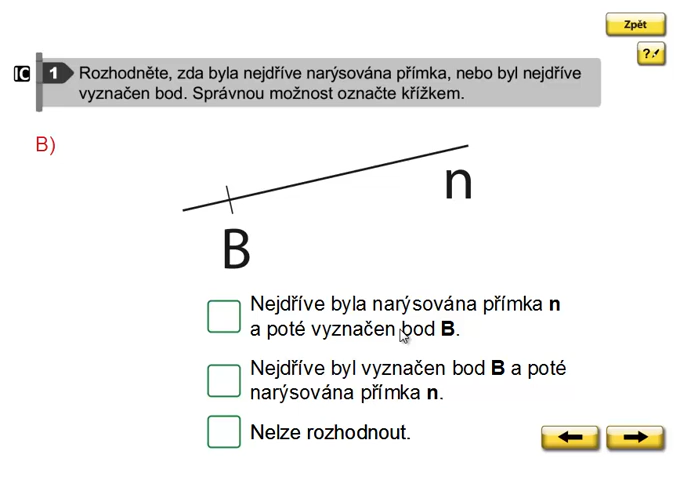 Zpět
?
IC 1 Rozhodněte, zda byla nejdříve narýsována přímka, nebo byl nejdříve
vyznačen bod. Správnou možnost označte křížkem.
B)
n
B
Nejdříve byla narýsována přímka n
a poté vyznačen bod B.
Nejdříve byl vyznačen bod B a poté
narýsována přímka n.
Nelze rozhodnout.